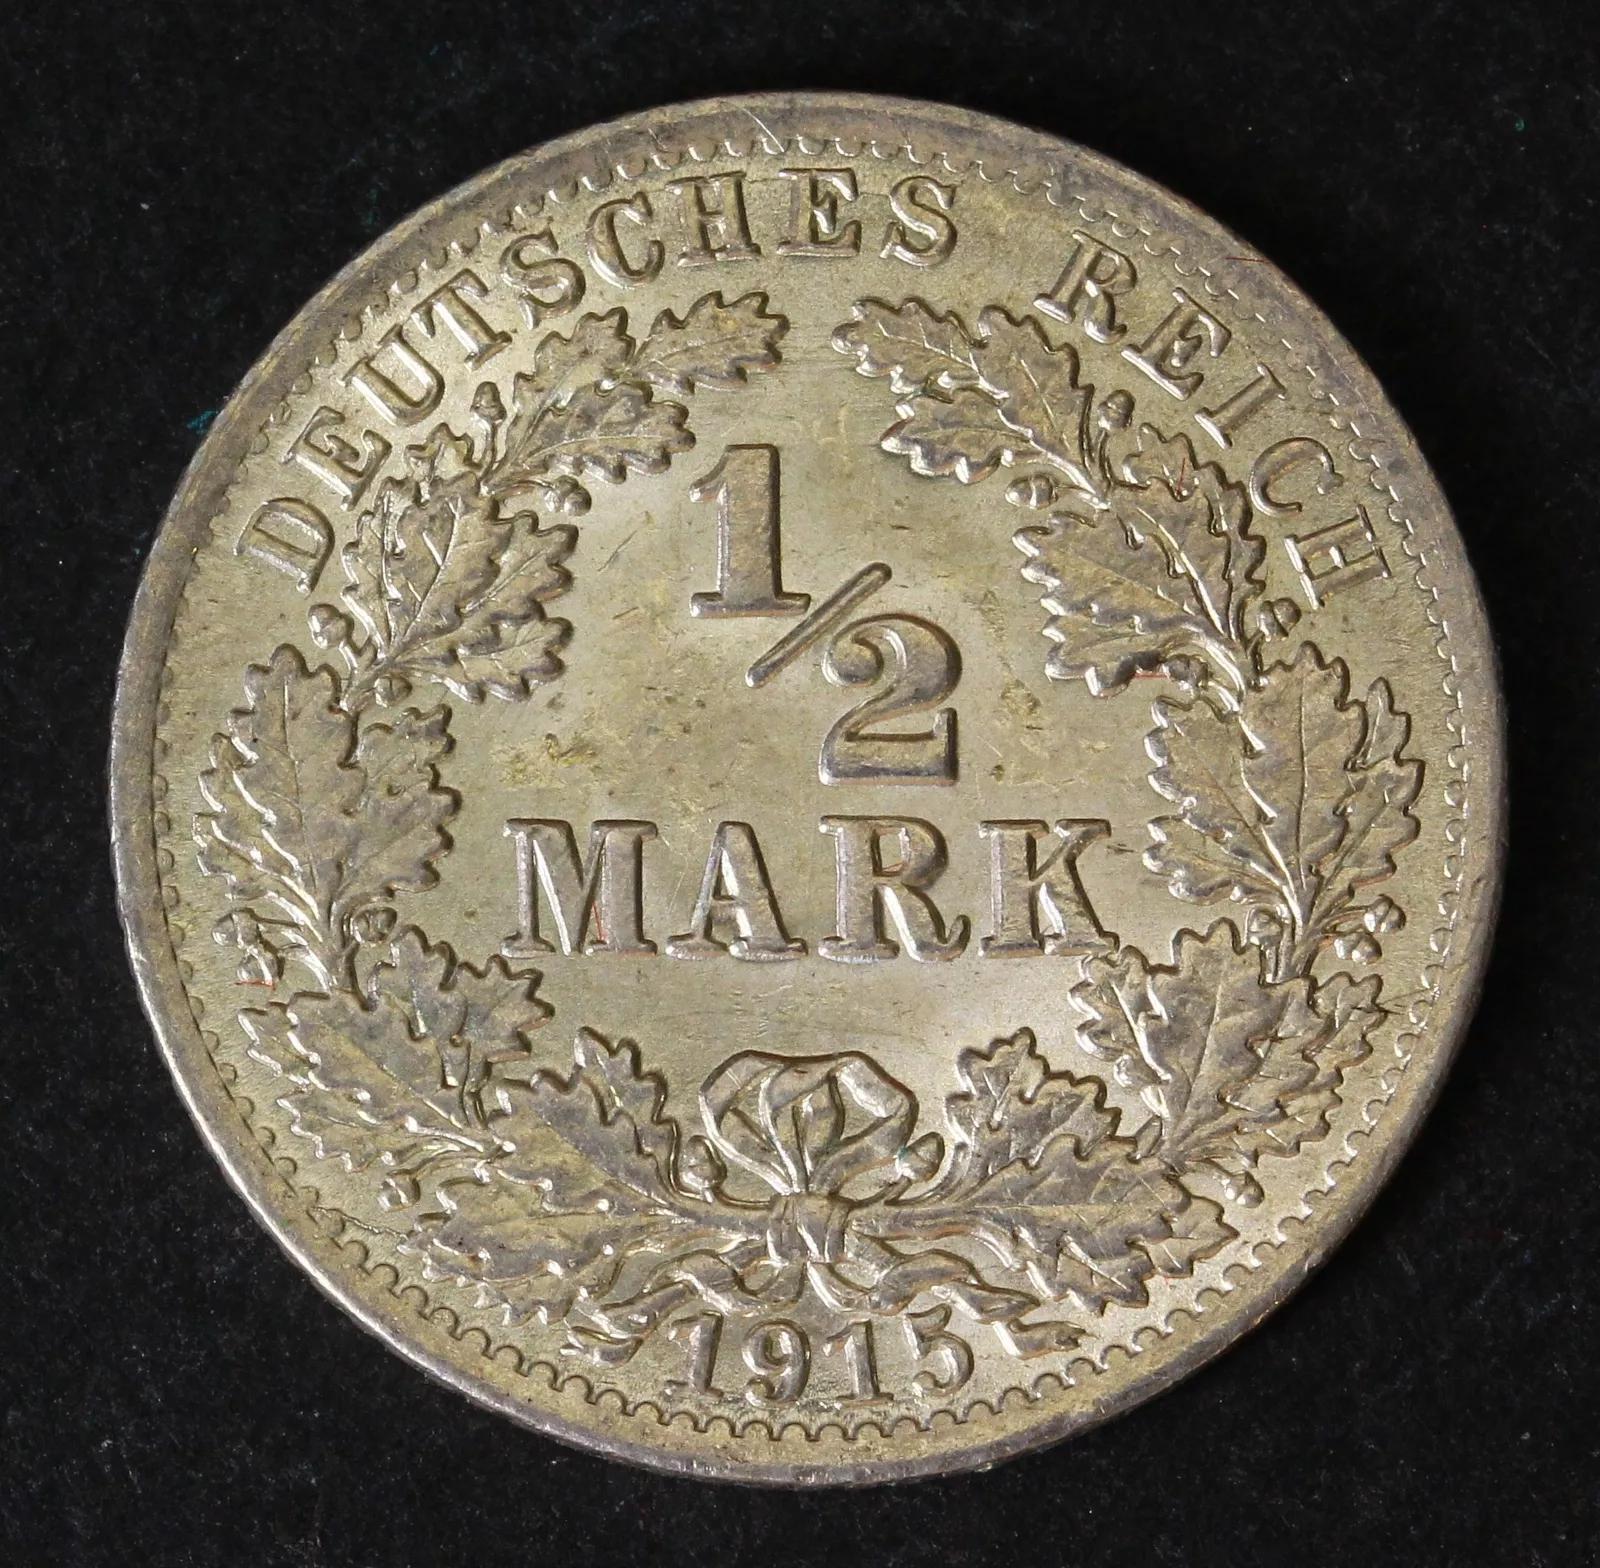 DEUTSCHES REICH
1/2
MARK
1915